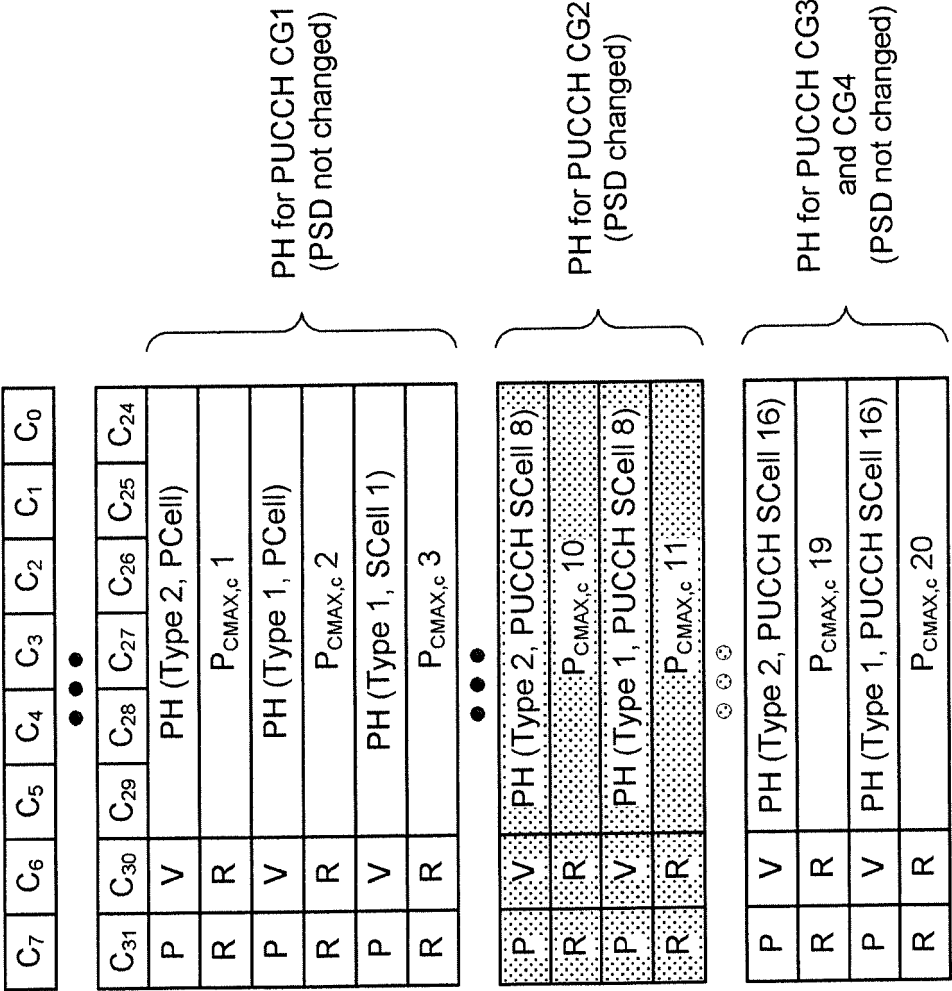 C7 C6 C5 C4 C3 C2 C1 C0
C31 C30 C29 C28 C27 C26 C25 C24
P V PH (Type 2, PCell)
R R PCMAX,c 1
P V PH (Type 1, PCell)
R R PCMAX,c 2
P V PH (Type 1, SCell 1)
R R PCMAX,c 3
PH for PUCCH CG1
(PSD not changed)
P V PH (Type 2, PUCCH SCell 8)
R R PCMAX,c 10
P V PH (Type 1, PUCCH SCell 8)
R R PCMAX,c 11
PH for PUCCH CG2
(PSD changed)
P V PH (Type 2, PUCCH SCell 16)
R R PCMAX,c 19
P V PH (Type 1, PUCCH SCell 16)
R R PCMAX,c 20
PH for PUCCH CG3
and CG4
(PSD not changed)